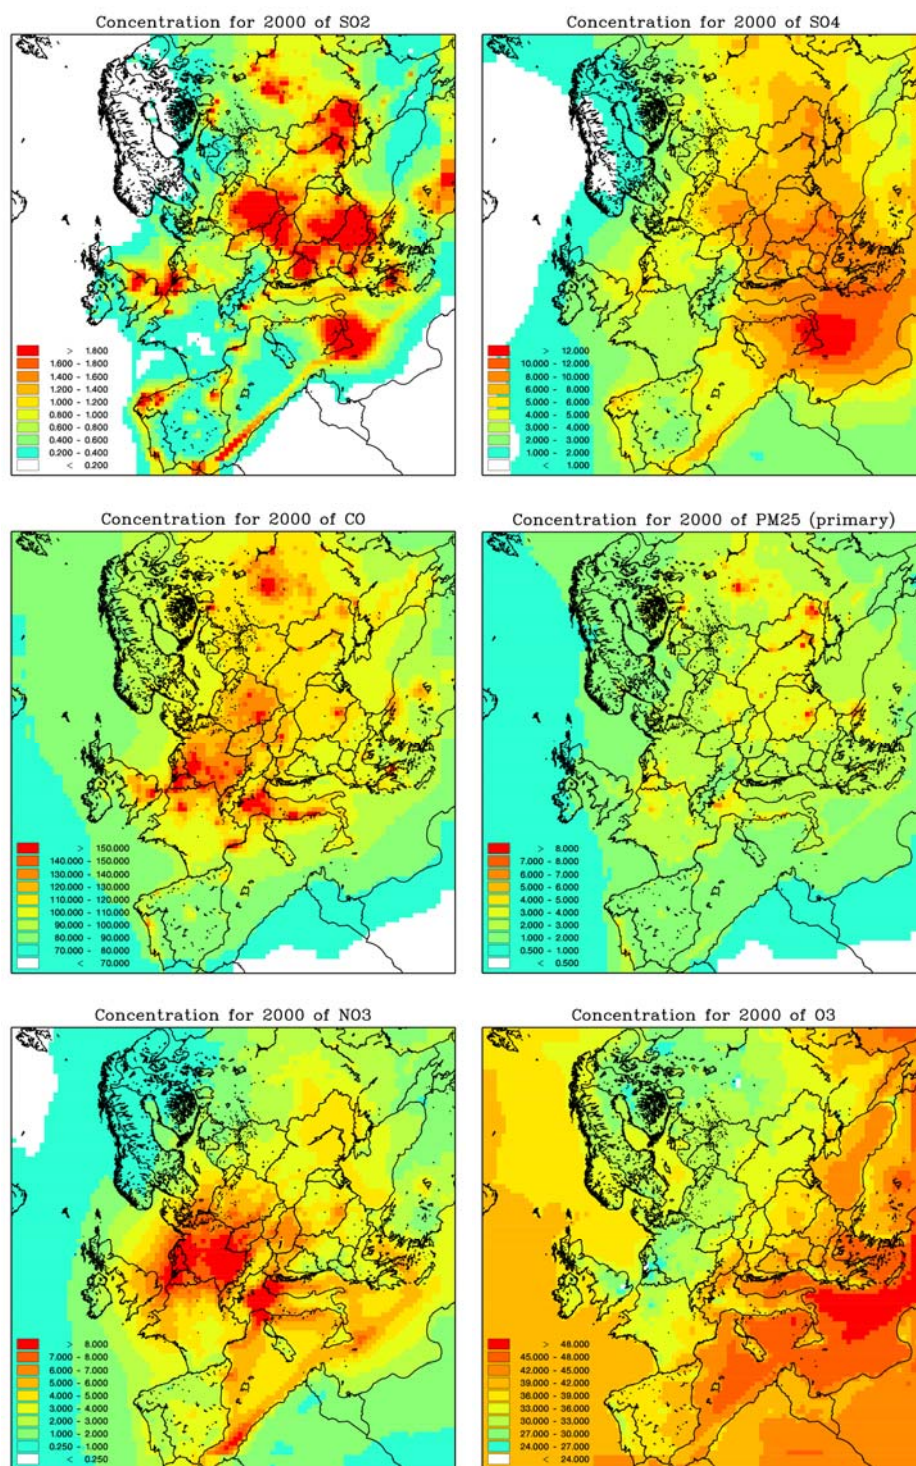 Concentration for 2000 of SO2
> 1.800
1.600 - 1.800
1.400 - 1.600
1.200 - 1.400
1.000 - 1.200
0.800 - 1.000
0.600 - 0.800
0.400 - 0.600
0.200 - 0.400
< 0.200
Concentration for 2000 of SO4
> 12.000
10.000 - 12.000
8.000 - 10.000
6.000 - 8.000
5.000 - 6.000
4.000 - 5.000
3.000 - 4.000
2.000 - 3.000
1.000 - 2.000
< 1.000
Concentration for 2000 of CO
> 150.000
140.000 - 150.000
130.000 - 140.000
120.000 - 130.000
110.000 - 120.000
100.000 - 110.000
90.000 - 100.000
80.000 - 90.000
70.000 - 80.000
< 70.000
Concentration for 2000 of PM25 (primary)
> 8.000
7.000 - 8.000
6.000 - 7.000
5.000 - 6.000
4.000 - 5.000
3.000 - 4.000
2.000 - 3.000
1.000 - 2.000
0.500 - 1.000
< 0.500
Concentration for 2000 of NO3
> 8.000
7.000 - 8.000
6.000 - 7.000
5.000 - 6.000
4.000 - 5.000
3.000 - 4.000
2.000 - 3.000
1.000 - 2.000
0.250 - 1.000
< 0.250
Concentration for 2000 of O3
> 48.000
45.000 - 48.000
42.000 - 45.000
39.000 - 42.000
36.000 - 39.000
33.000 - 36.000
30.000 - 33.000
27.000 - 30.000
24.000 - 27.000
< 24.000